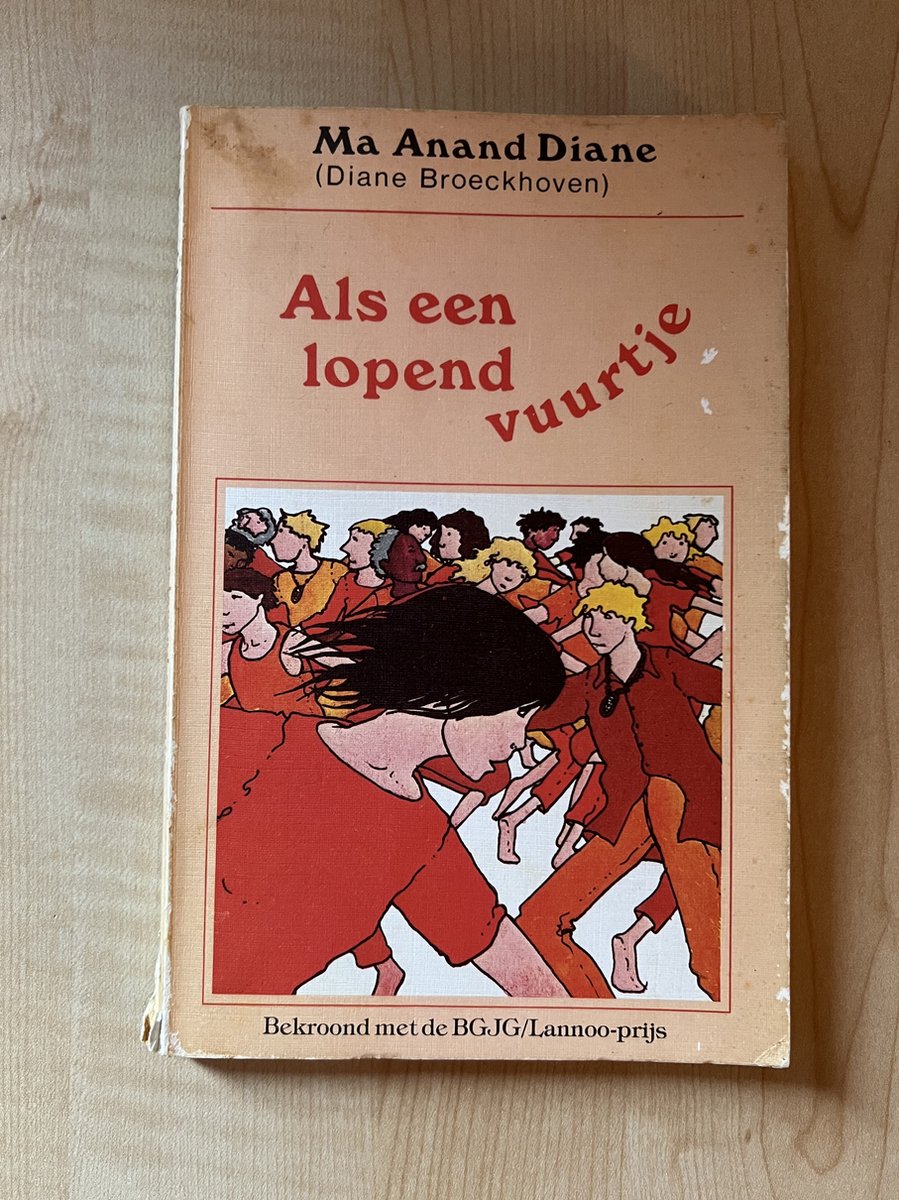 Ma Anand Diane
(Diane Broeckhoven)
Als een
lopend
vuurtje
Bekroond met de BGJG/Lannoo-prijs